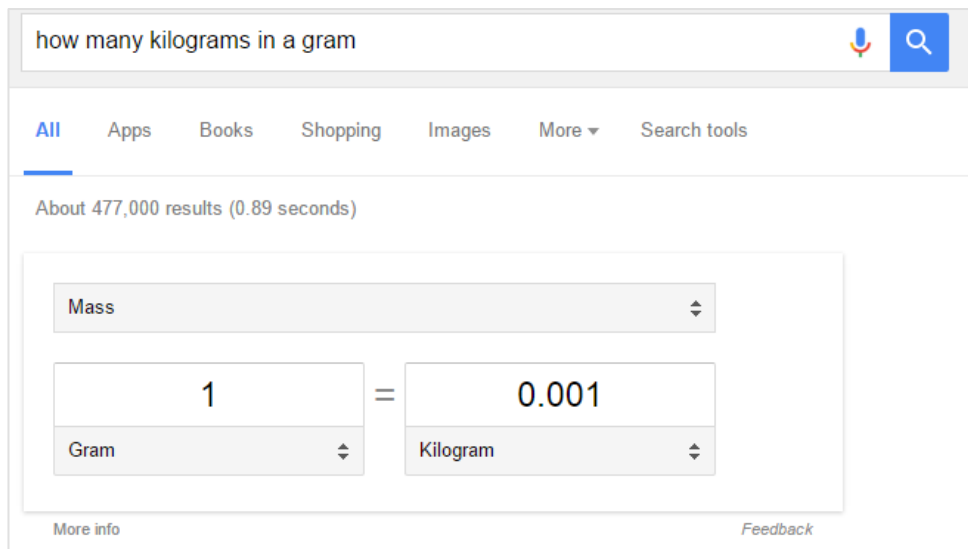 how many kilograms in a gram
All Apps Books Shopping Images More Search tools
About 477,000 results (0.89 seconds)
Mass
1 = 0.001
Gram Kilogram
More info Feedback